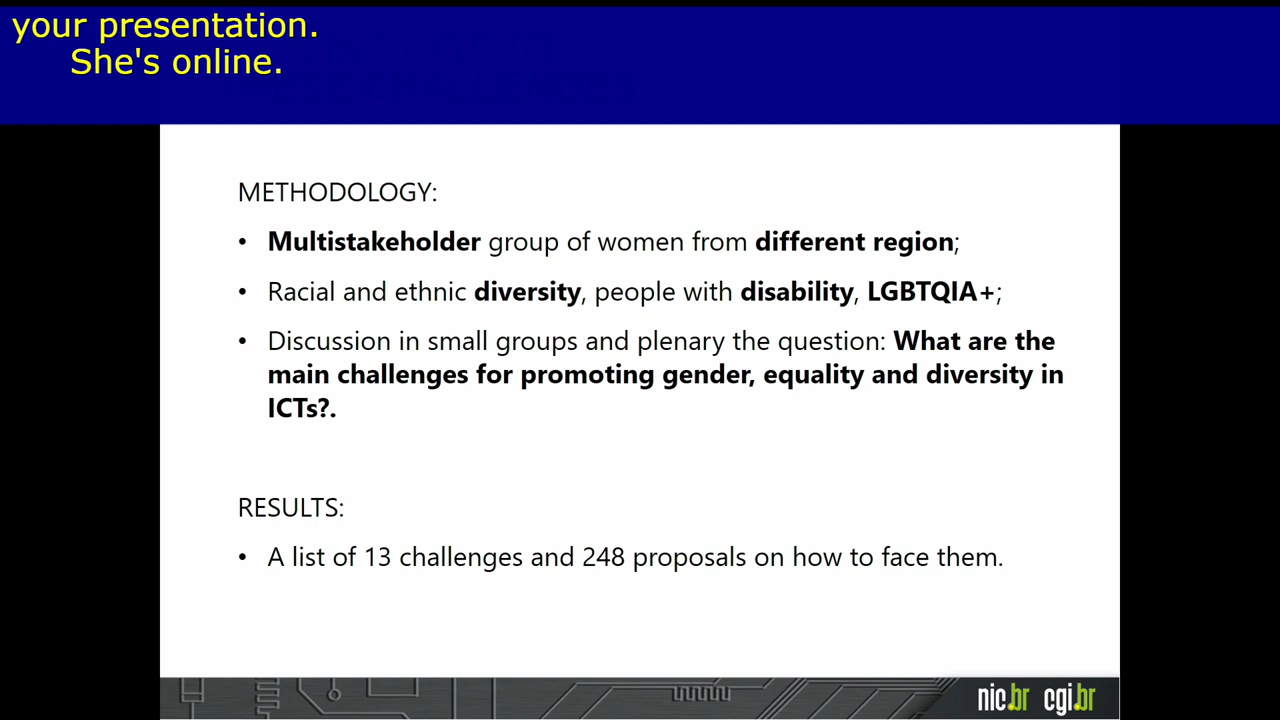 your presentation.
She's online.
METHODOLOGY:
• Multistakeholder group of women from different region;
• Racial and ethnic diversity, people with disability, LGBTQIA+;
• Discussion in small groups and plenary the question: What are the
main challenges for promoting gender, equality and diversity in
ICTs?.
RESULTS:
• A list of 13 challenges and 248 proposals on how to face them.
nic.br cgi.br